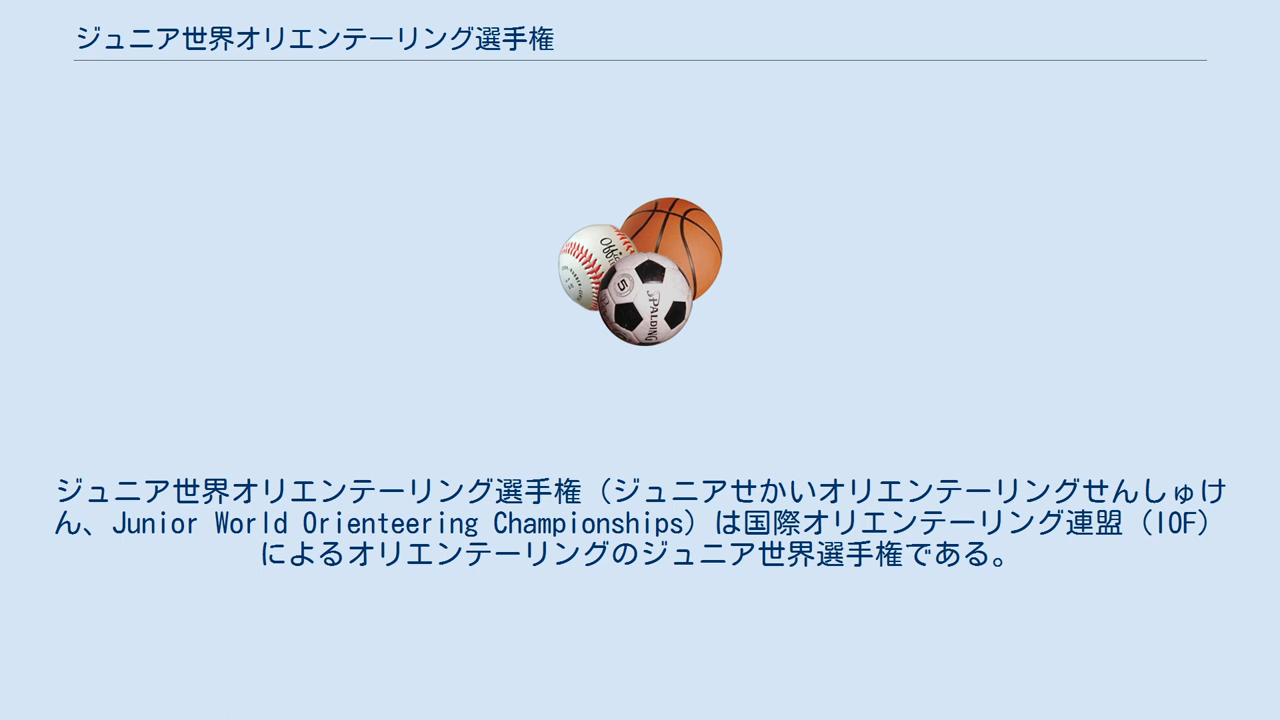 ジュニア世界オリエンテーリング選手権
Offici
5
SPALDING
ジュニア世界オリエンテーリング選手権（ジュニアせかいオリエンテーリングせんしゅけ
ん、Junior World Orienteering Championships）は国際オリエンテーリング連盟（IOF）
によるオリエンテーリングのジュニア世界選手権である。